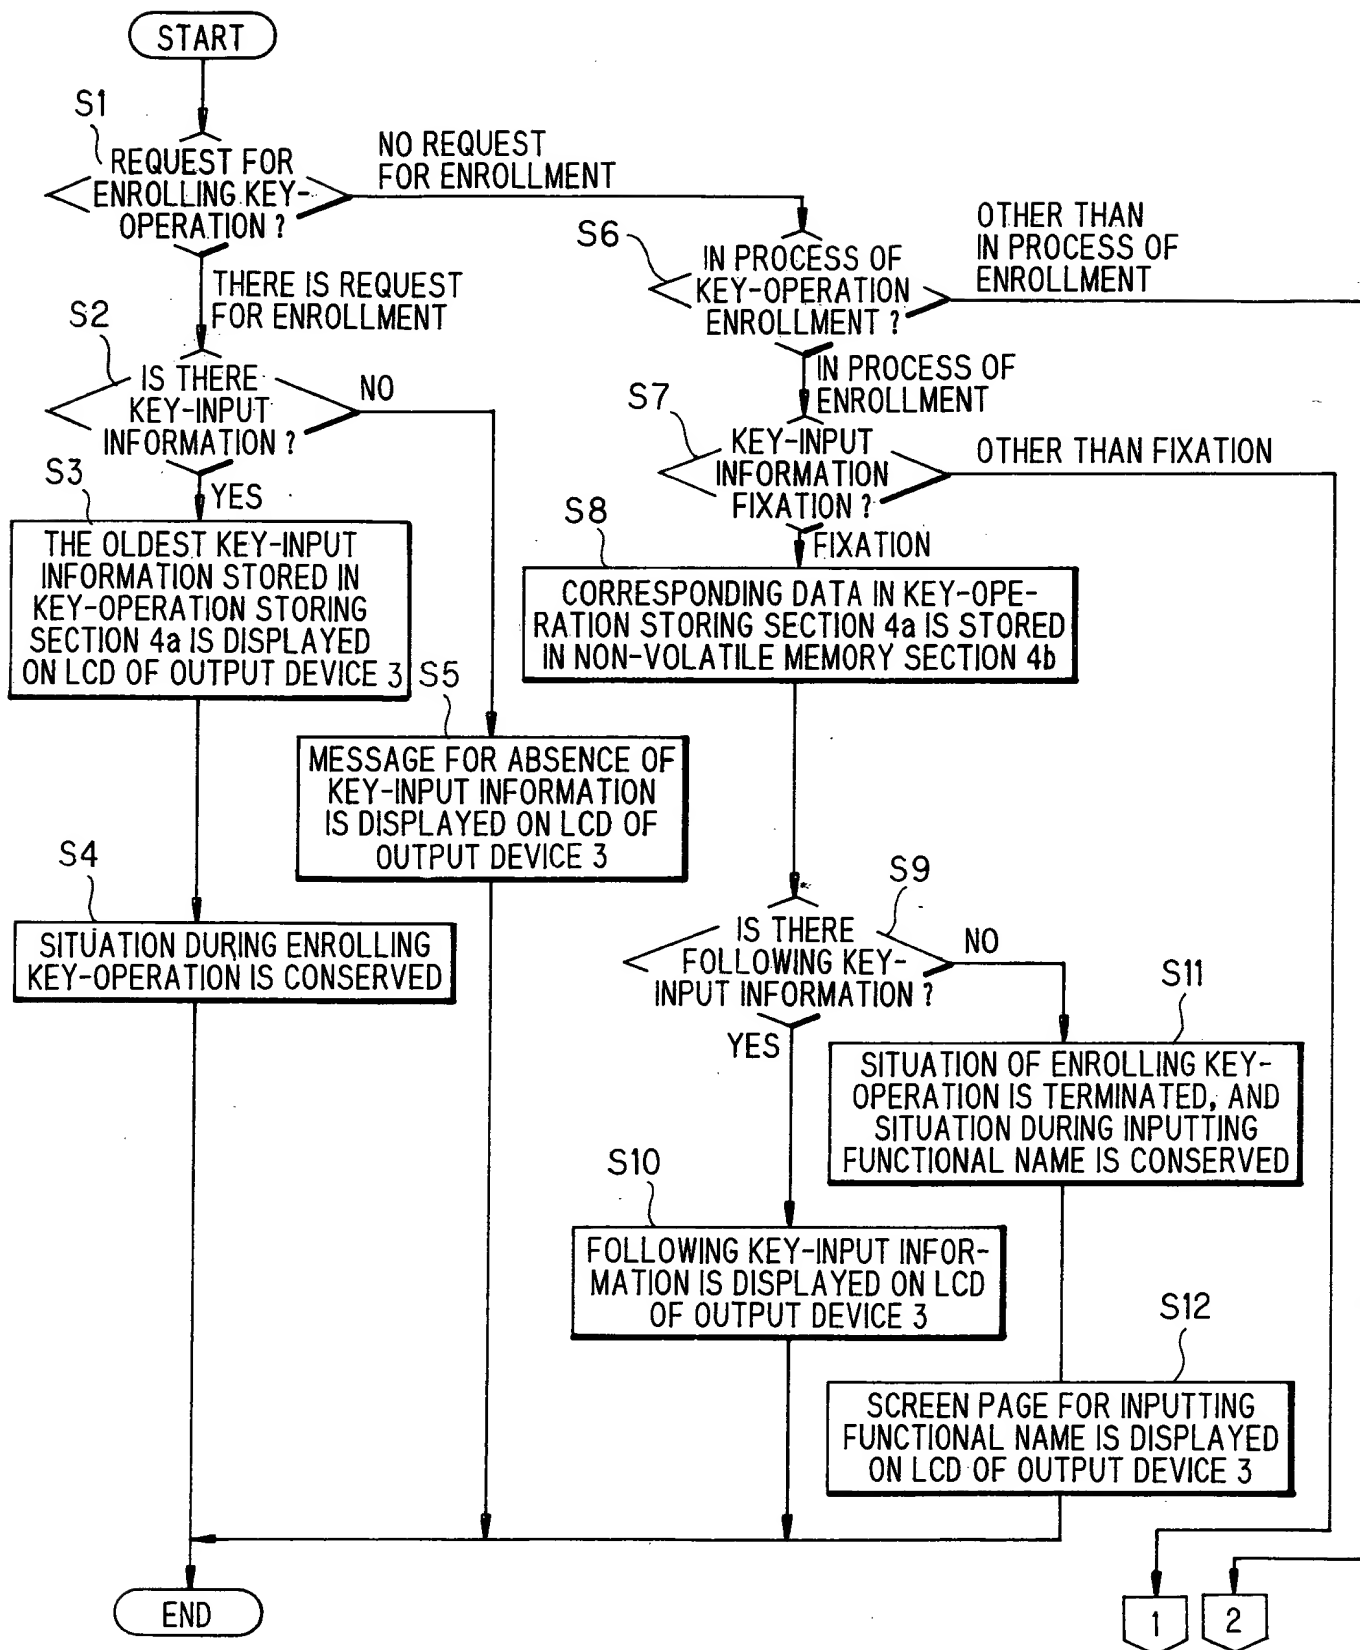 START
S1
REQUEST FOR
ENROLLING KEY-
OPERATION ?
NO REQUEST
FOR ENROLLMENT
THERE IS REQUEST
FOR ENROLLMENT
S2
IS THERE
KEY-INPUT
INFORMATION ?
NO
YES
S3
THE OLDEST KEY-INPUT
INFORMATION STORED IN
KEY-OPERATION STORING
SECTION 4a IS DISPLAYED
ON LCD OF OUTPUT DEVICE 3
S4
SITUATION DURING ENROLLING
KEY-OPERATION IS CONSERVED
S5
MESSAGE FOR ABSENCE OF
KEY-INPUT INFORMATION
IS DISPLAYED ON LCD OF
OUTPUT DEVICE 3
S6
IN PROCESS OF
KEY-OPERATION
ENROLLMENT ?
OTHER THAN
IN PROCESS OF
ENROLLMENT
IN PROCESS OF
ENROLLMENT
S7
KEY-INPUT
INFORMATION
FIXATION ?
OTHER THAN FIXATION
FIXATION
S8
CORRESPONDING DATA IN KEY-OPE-
RATION STORING SECTION 4a IS STORED
IN NON-VOLATILE MEMORY SECTION 4b
S9
IS THERE
FOLLOWING KEY-
INPUT INFORMATION ?
NO
YES
S10
FOLLOWING KEY-INPUT INFOR-
MATION IS DISPLAYED ON LCD
OF OUTPUT DEVICE 3
S11
SITUATION OF ENROLLING KEY-
OPERATION IS TERMINATED, AND
SITUATION DURING INPUTTING
FUNCTIONAL NAME IS CONSERVED
S12
SCREEN PAGE FOR INPUTTING
FUNCTIONAL NAME IS DISPLAYED
ON LCD OF OUTPUT DEVICE 3
END
1
2